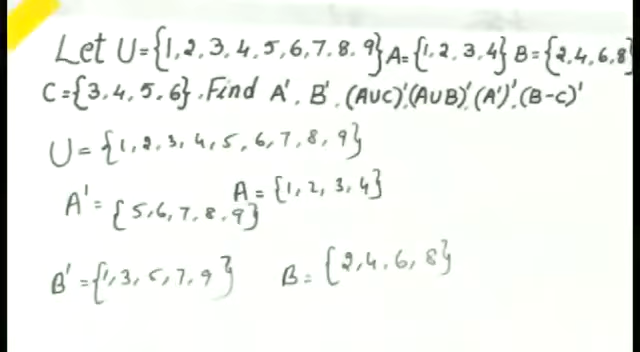 Let U={1,2,3,4,5,6,7.8.9} A={1,2,3,4} B={2,4,6,8}
C={3,4,5,6}. Find A', B', (AUC)', (AUB)', (A')', (B-C)'
U={1,2,3,4,5,6,7,8,9}
A'={5,6,7,8,9} A={1,2,3,4}
B'={1,3,5,7,9} B={2,4,6,8}